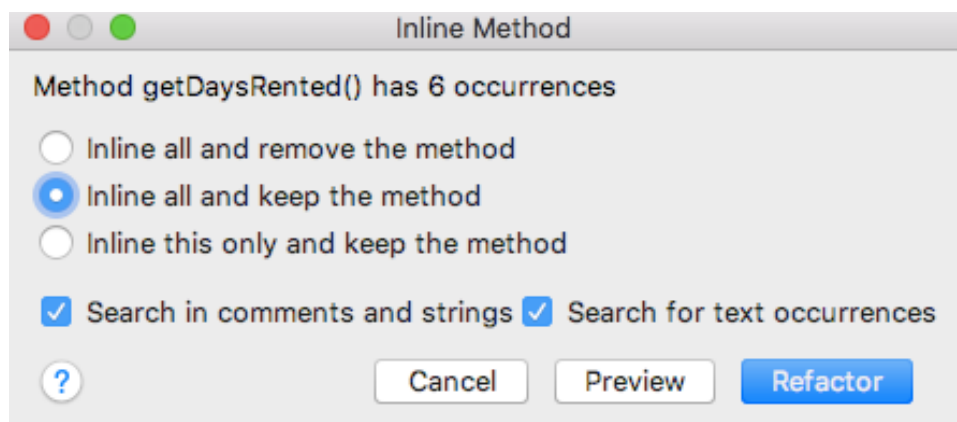 Inline Method
Method getDaysRented() has 6 occurrences
Inline all and remove the method
Inline all and keep the method
Inline this only and keep the method
Search in comments and strings Search for text occurrences
? Cancel Preview Refactor